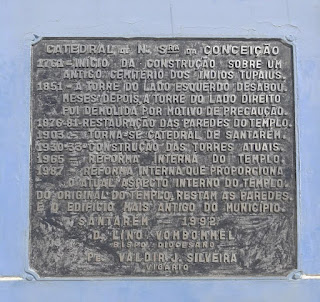 CATEDRAL de Nª Sra da CONCEIÇÃO
1761 - INÍCIO DA CONSTRUÇÃO SOBRE UM
ANTIGO CEMITÉRIO DOS ÍNDIOS TUPAIUS.
1851 - A TORRE DO LADO ESQUERDO DESABOU.
MESES DEPOIS, A TORRE DO LADO DIREITO
FOI DEMOLIDA POR MOTIVO DE PRECAUÇÃO.
1876-81-RESTAURAÇÃO DAS PAREDES DO TEMPLO.
1903 - TORNA-SE CATEDRAL DE SANTARÉM.
1930-33-CONSTRUÇÃO DAS TORRES ATUAIS.
1965 - REFORMA INTERNA DO TEMPLO.
1987 - REFORMA INTERNA QUE PROPORCIONA
O ATUAL ASPECTO INTERNO DO TEMPLO.
DO ORIGINAL DO TEMPLO, RESTAM AS PAREDES.
É O EDIFÍCIO MAIS ANTIGO DO MUNICÍPIO.
SANTARÉM - 1992
D. LINO VOMBOMMEL
BISPO DIOCESANO
Pe. VALDIR J. SILVEIRA
VIGÁRIO